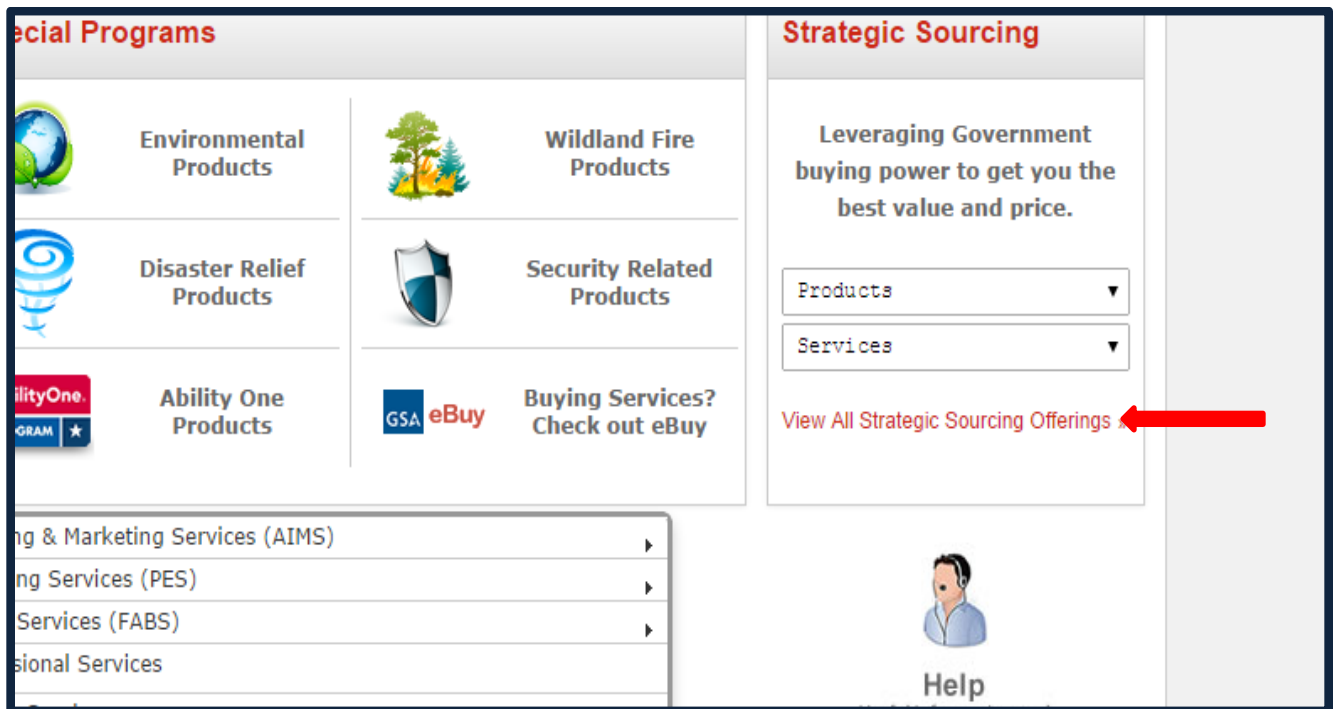 ecial Programs
Environmental
Products
Wildland Fire
Products
Disaster Relief
Products
Security Related
Products
ilityOne.
GRAM
Ability One
Products
GSA eBuy
Buying Services?
Check out eBuy
Strategic Sourcing
Leveraging Government
buying power to get you the
best value and price.
Products
Services
View All Strategic Sourcing Offerings »
ng & Marketing Services (AIMS)
ng Services (PES)
Services (FABS)
sional Services
Help